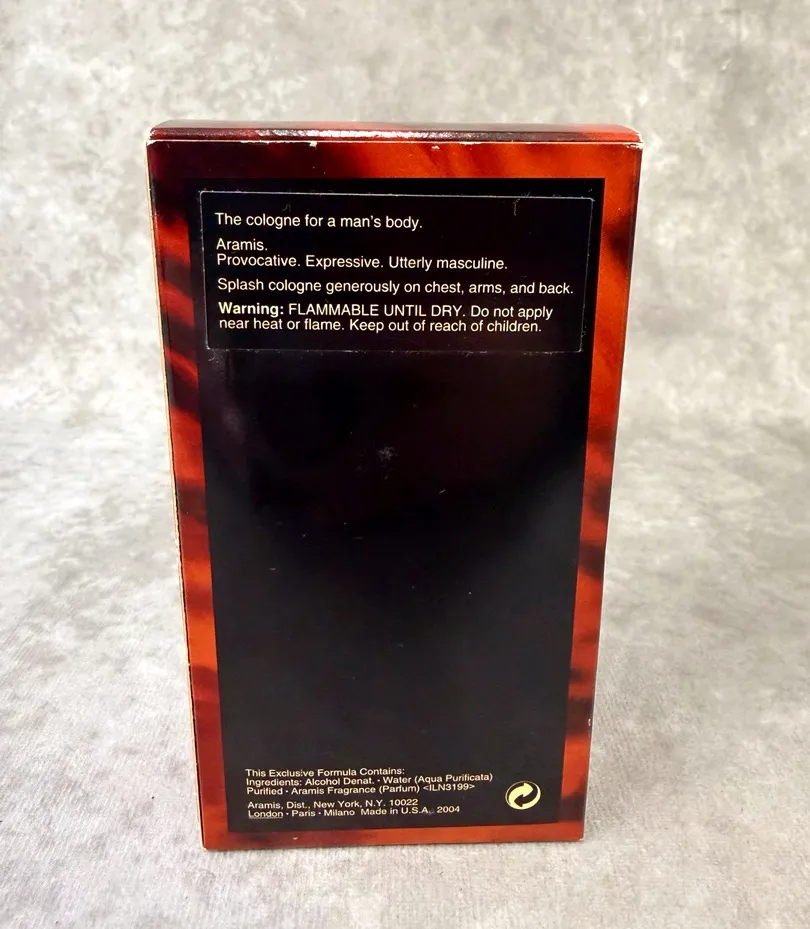 The cologne for a man's body.
Aramis.
Provocative. Expressive. Utterly masculine.
Splash cologne generously on chest, arms, and back.
Warning: FLAMMABLE UNTIL DRY. Do not apply
near heat or flame. Keep out of reach of children.
This Exclusive Formula Contains:
Ingredients: Alcohol Denat. • Water (Aqua Purificata)
Purified • Aramis Fragrance (Parfum) <ILN3199>
Aramis, Dist., New York, N.Y. 10022
London • Paris • Milano Made in U.S.A. 2004